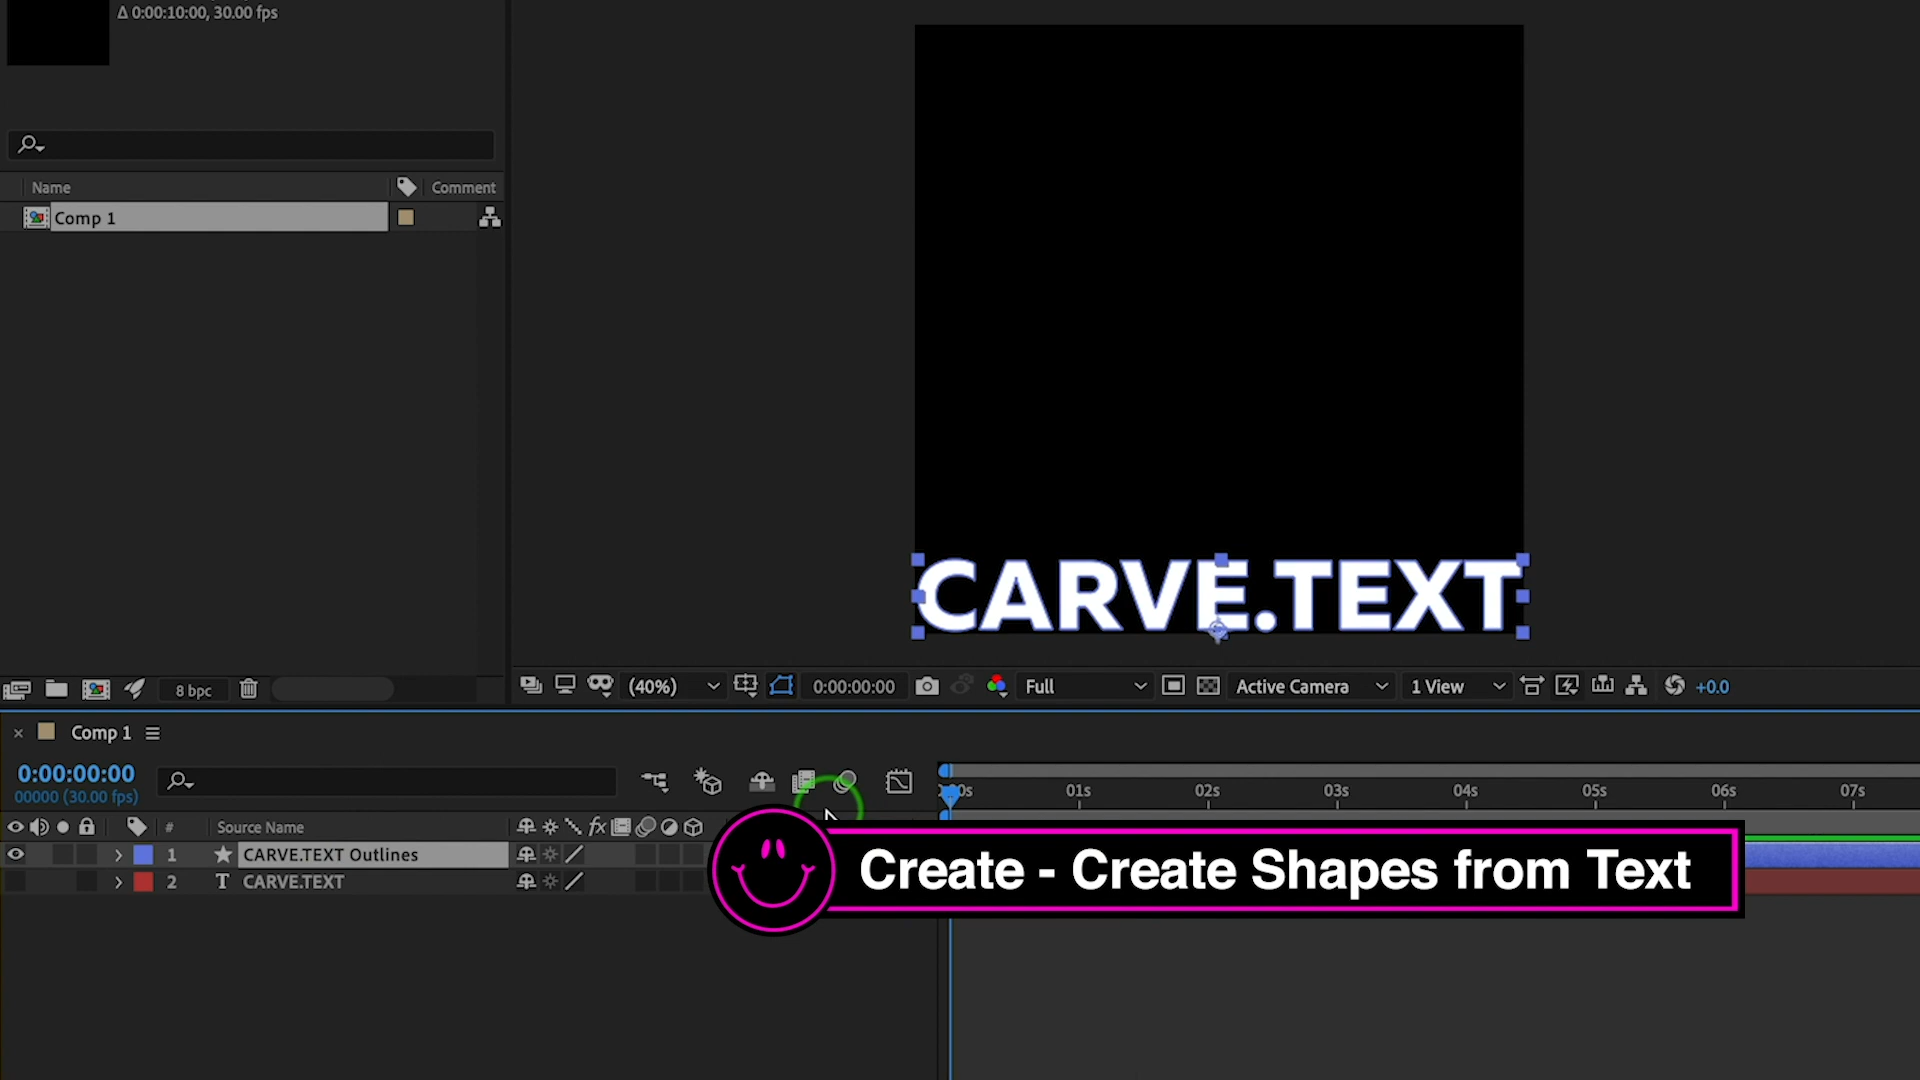 Δ 0:00:10:00, 30.00 fps
Name
Comment
Comp 1
CARVE.TEXT
8 bpc
(40%)
0:00:00:00
Full
Active Camera
1 View
+0.0
Comp 1
0:00:00:00
00000 (30.00 fps)
01s
02s
03s
04s
05s
06s
07s
#
Source Name
fx
1
CARVE.TEXT Outlines
2
T
CARVE.TEXT
Create - Create Shapes from Text